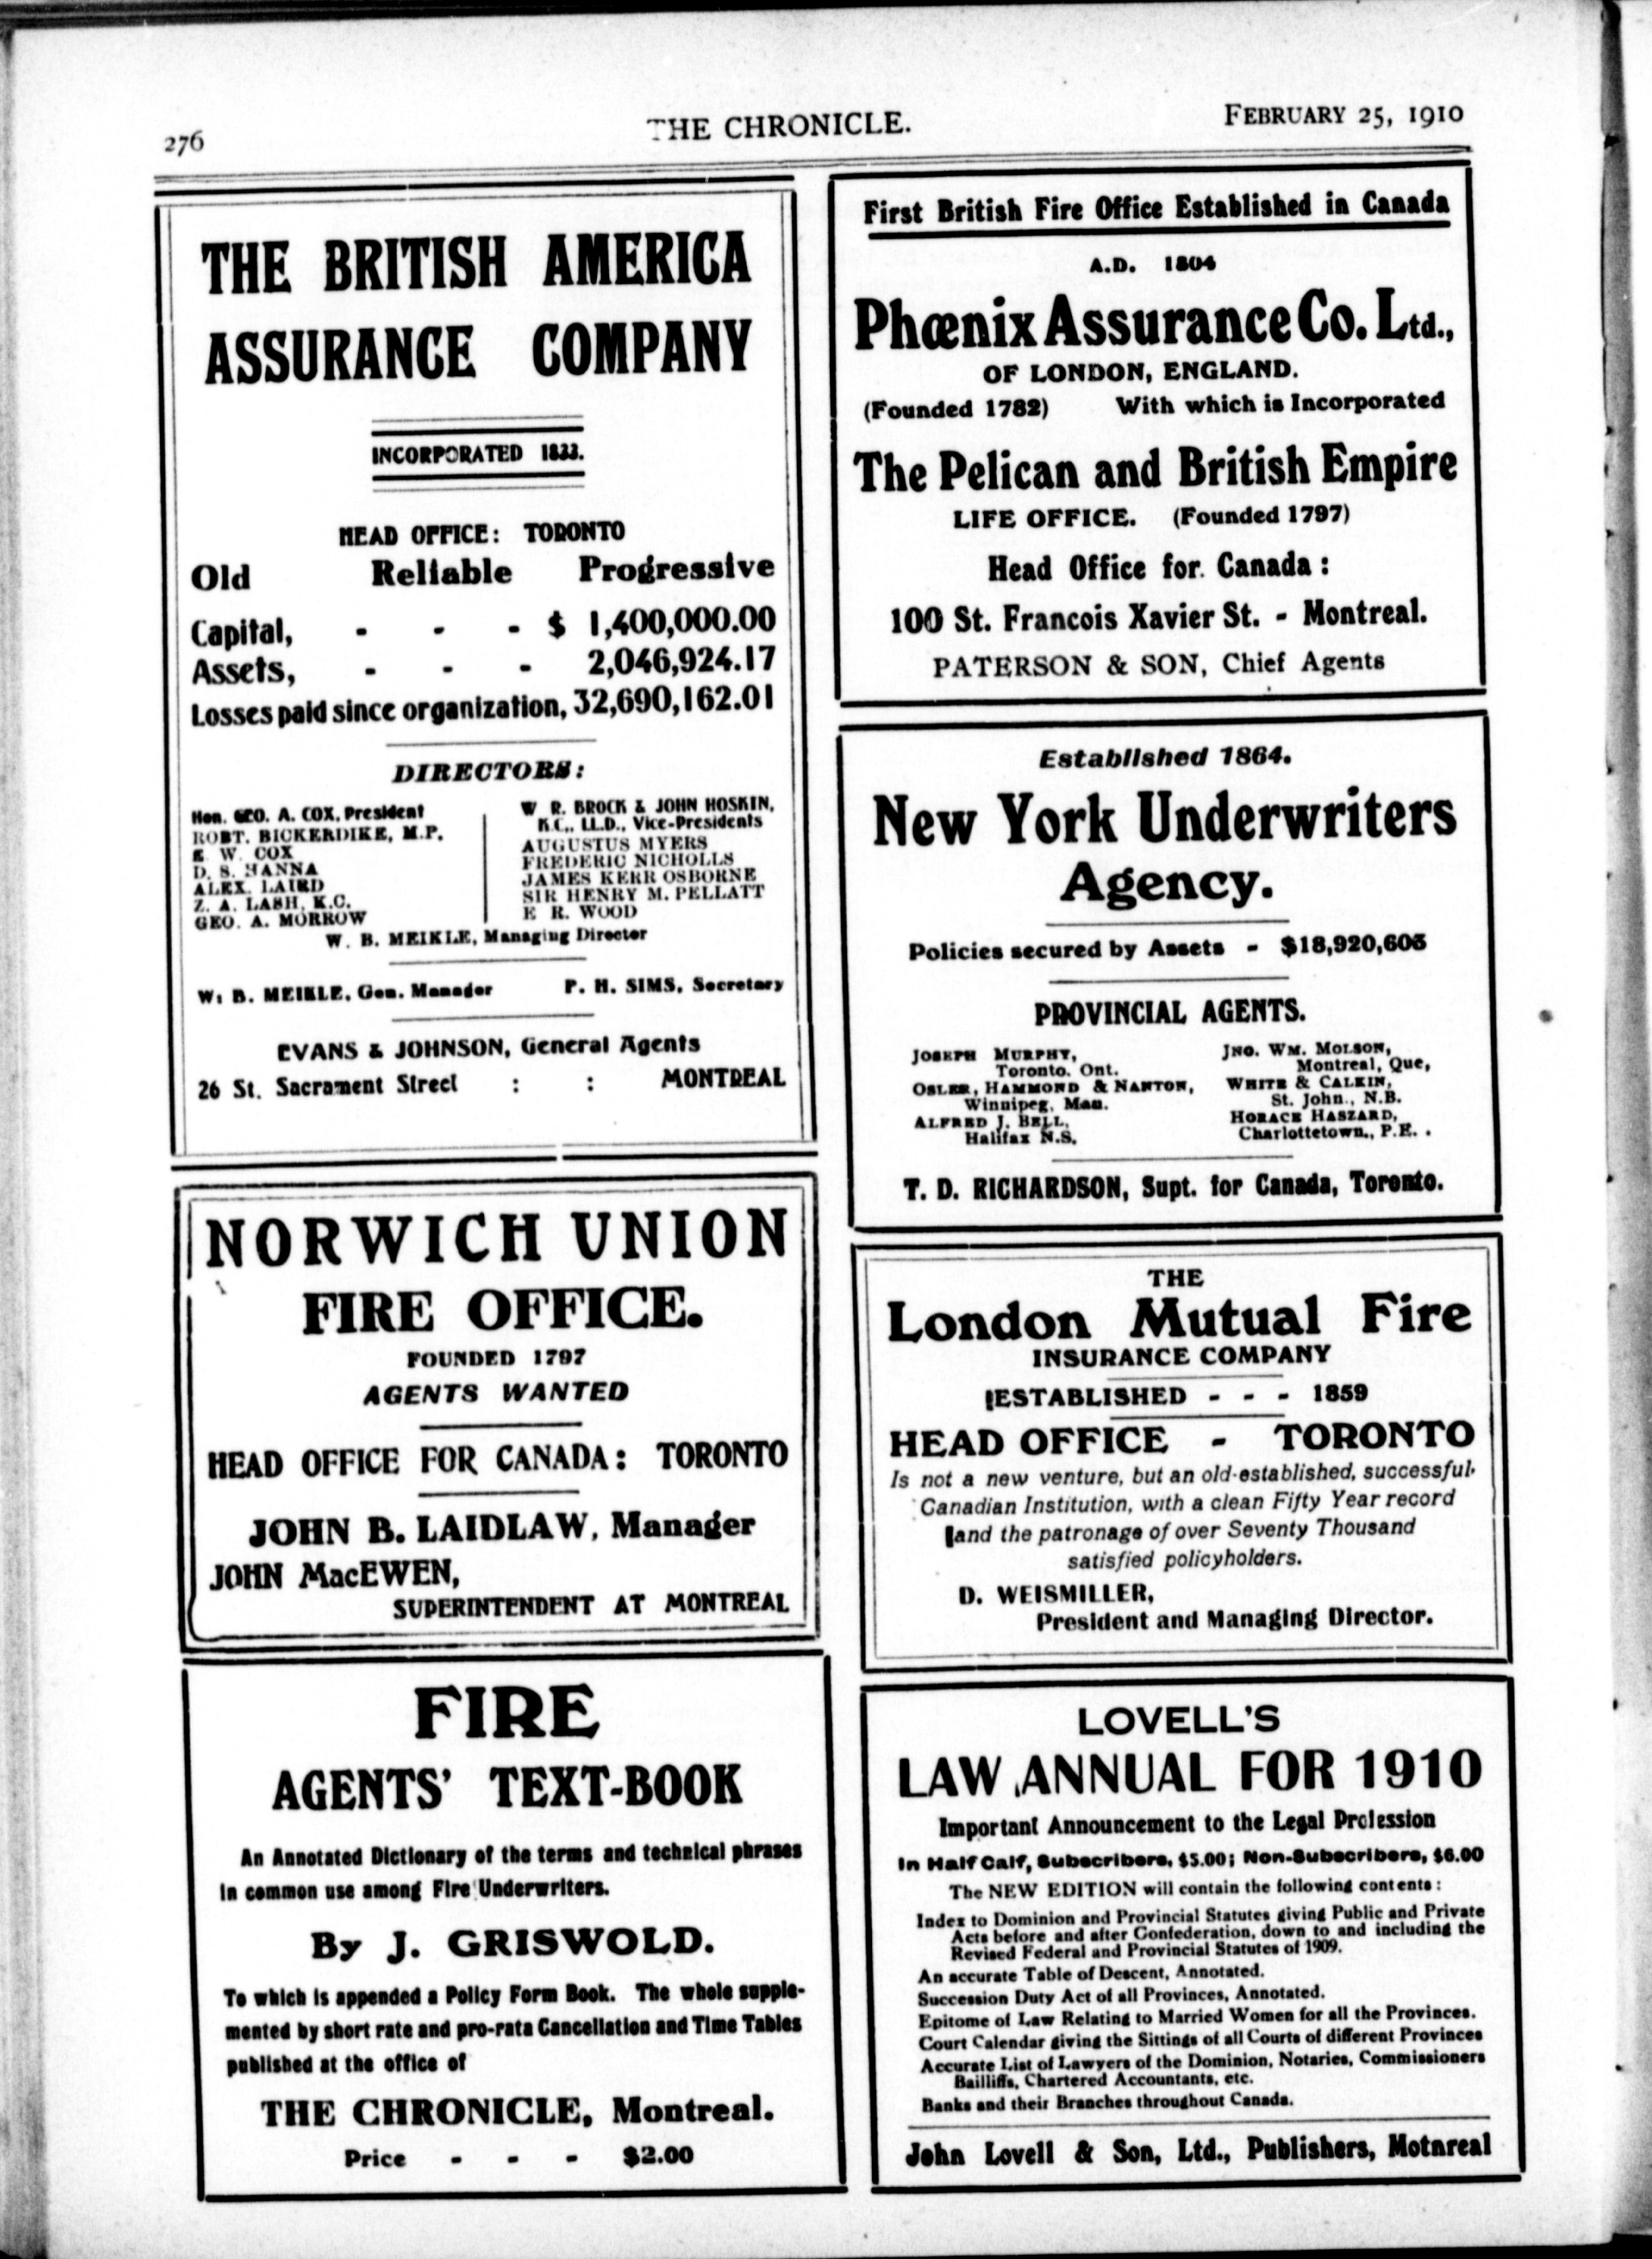 276
THE CHRONICLE.
FEBRUARY 25, 1910
THE BRITISH AMERICA
ASSURANCE COMPANY
INCORPORATED 1833.
HEAD OFFICE: TORONTO
Old Reliable Progressive
Capital, - - - $ 1,400,000.00
Assets, - - - 2,046,924.17
Losses paid since organization, 32,690,162.01
DIRECTORS:
Hon. GEO. A. COX, President
ROBT. BICKERDIKE, M.P.
E. W. COX
D. S. HANNA
ALEX. LAIRD
Z. A. LASH, K.C.
GEO. A. MORROW
W. R. BROCK & JOHN HOSKIN,
K.C., LL.D., Vice-Presidents
AUGUSTUS MYERS
FREDERIC NICHOLLS
JAMES KERR OSBORNE
SIR HENRY M. PELLATT
E R. WOOD
W. B. MEIKLE, Managing Director
W. B. MEIKLE, Gen. Manager P. H. SIMS, Secretary
EVANS & JOHNSON, General Agents
26 St. Sacrament Street : : MONTREAL
NORWICH UNION
FIRE OFFICE.
FOUNDED 1797
AGENTS WANTED
HEAD OFFICE FOR CANADA: TORONTO
JOHN B. LAIDLAW, Manager
JOHN MacEWEN,
SUPERINTENDENT AT MONTREAL
FIRE
AGENTS' TEXT-BOOK
An Annotated Dictionary of the terms and technical phrases
in common use among Fire Underwriters.
By J. GRISWOLD.
To which is appended a Policy Form Book. The whole supple-
mented by short rate and pro-rata Cancellation and Time Tables
published at the office of
THE CHRONICLE, Montreal.
Price - - - $2.00
First British Fire Office Established in Canada
A.D. 1804
Phœnix Assurance Co. Ltd.,
OF LONDON, ENGLAND.
(Founded 1782) With which is Incorporated
The Pelican and British Empire
LIFE OFFICE. (Founded 1797)
Head Office for Canada :
100 St. Francois Xavier St. - Montreal.
PATERSON & SON, Chief Agents
Established 1864.
New York Underwriters
Agency.
Policies secured by Assets - $18,920,603
PROVINCIAL AGENTS.
JOSEPH MURPHY,
Toronto. Ont.
OSLER, HAMMOND & NANTON,
Winnipeg, Man.
ALFRED J. BELL,
Halifax N.S.
JNO. WM. MOLSON,
Montreal, Que,
WHITE & CALKIN,
St. John., N.B.
HORACE HASZARD,
Charlottetown., P.E. .
T. D. RICHARDSON, Supt. for Canada, Toronto.
THE
London Mutual Fire
INSURANCE COMPANY
ESTABLISHED - - - 1859
HEAD OFFICE - TORONTO
Is not a new venture, but an old-established, successful
Canadian Institution, with a clean Fifty Year record
and the patronage of over Seventy Thousand
satisfied policyholders.
D. WEISMILLER,
President and Managing Director.
LOVELL'S
LAW ANNUAL FOR 1910
Important Announcement to the Legal Profession
In Half Calf, Subscribers, $5.00; Non-Subscribers, $6.00
The NEW EDITION will contain the following contents :
Index to Dominion and Provincial Statutes giving Public and Private
Acts before and after Confederation, down to and including the
Revised Federal and Provincial Statutes of 1909.
An accurate Table of Descent, Annotated.
Succession Duty Act of all Provinces, Annotated.
Epitome of Law Relating to Married Women for all the Provinces.
Court Calendar giving the Sittings of all Courts of different Provinces
Accurate List of Lawyers of the Dominion, Notaries, Commissioners
Bailliffs, Chartered Accountants, etc.
Banks and their Branches throughout Canada.
John Lovell & Son, Ltd., Publishers, Motnreal